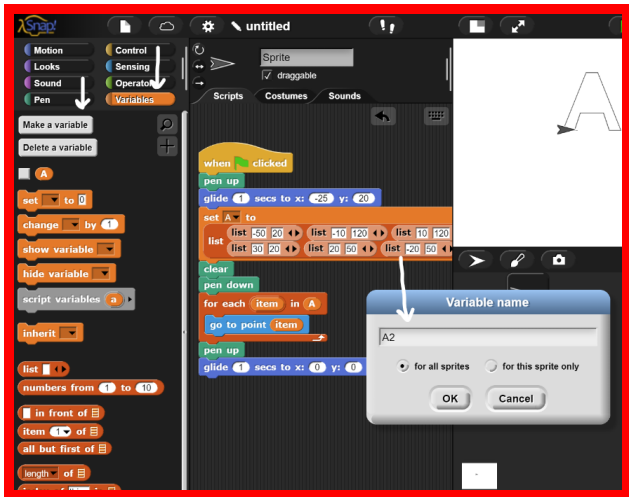 Snap!
untitled
Motion
Control
Looks
Sensing
Sound
Operato
Pen
Variables
Sprite
draggable
Scripts
Costumes
Sounds
Make a variable
Delete a variable
A
set to 0
change by 1
show variable
hide variable
script variables a
inherit
list
numbers from 1 to 10
in front of
item 1 of
all but first of
length of
when clicked
pen up
glide 1 secs to x: -25 y: 20
set A to
list -50 20 list -10 120 list 10 120
list
list 30 20 list 20 50 list -20 50
clear
pen down
for each item in A
go to point item
pen up
glide 1 secs to x: 0 y: 0
Variable name
A2
for all sprites
for this sprite only
OK
Cancel